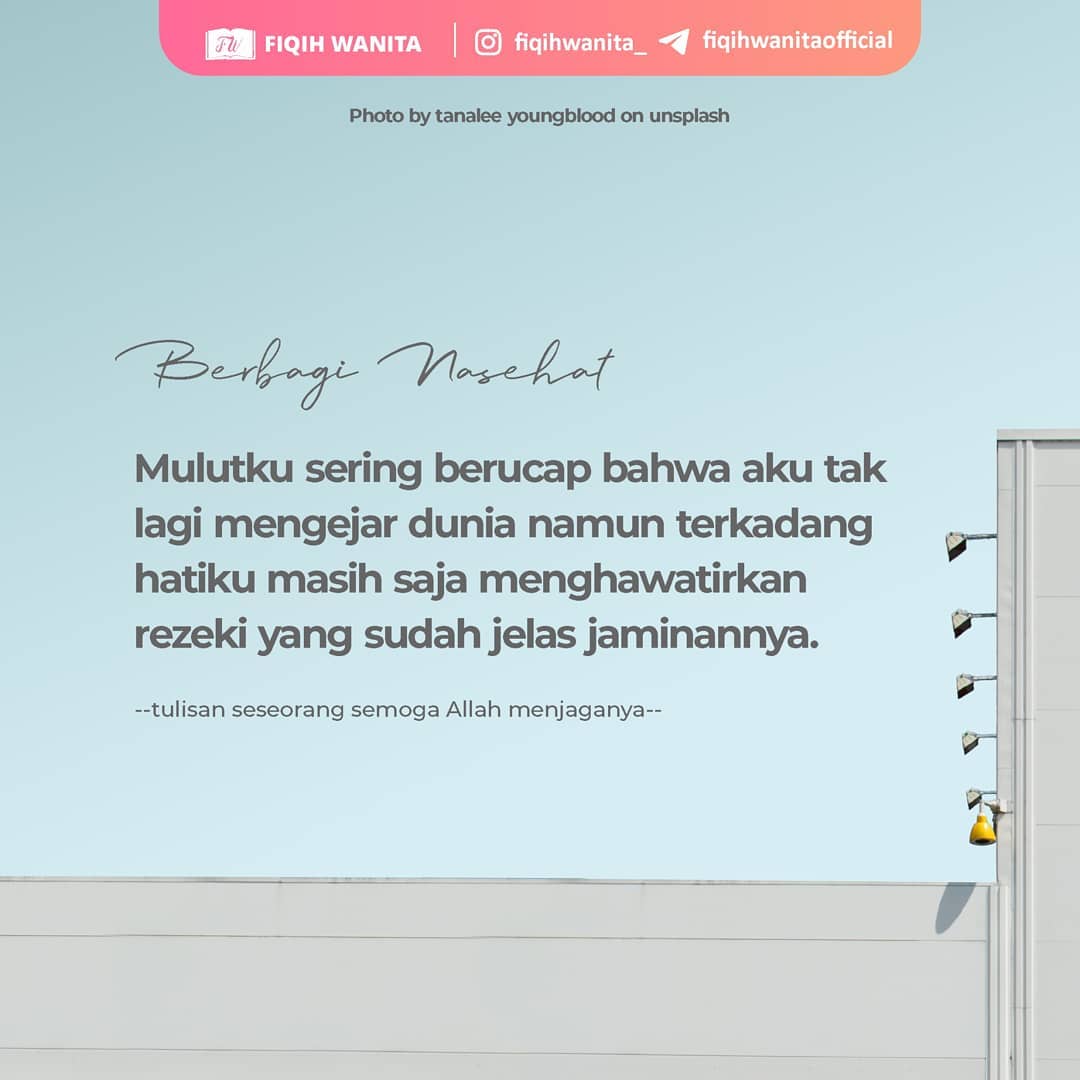 FW FIQIH WANITA fiqihwanita_ fiqihwanitaofficial
Photo by tanalee youngblood on unsplash
Berbagi Nasehat
Mulutku sering berucap bahwa aku tak
lagi mengejar dunia namun terkadang
hatiku masih saja menghawatirkan
rezeki yang sudah jelas jaminannya.
--tulisan seseorang semoga Allah menjaganya--